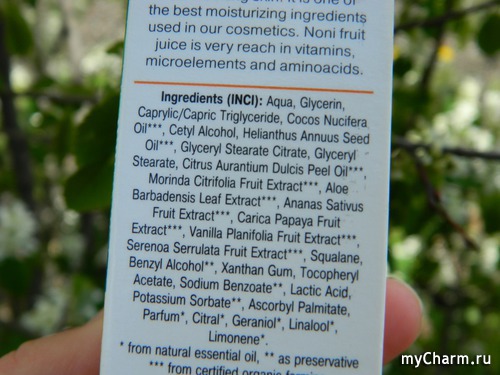 the best moisturizing ingredients
used in our cosmetics. Noni fruit
juice is very reach in vitamins,
microelements and aminoacids.
Ingredients (INCI): Aqua, Glycerin,
Caprylic/Capric Triglyceride, Cocos Nucifera
Oil***, Cetyl Alcohol, Helianthus Annuus Seed
Oil***, Glyceryl Stearate Citrate, Glyceryl
Stearate, Citrus Aurantium Dulcis Peel Oil***,
Morinda Citrifolia Fruit Extract***, Aloe
Barbadensis Leaf Extract***, Ananas Sativus
Fruit Extract***, Carica Papaya Fruit
Extract***, Vanilla Planifolia Fruit Extract***,
Serenoa Serrulata Fruit Extract***, Squalane,
Benzyl Alcohol**, Xanthan Gum, Tocopheryl
Acetate, Sodium Benzoate**, Lactic Acid,
Potassium Sorbate**, Ascorbyl Palmitate,
Parfum*, Citral*, Geraniol*, Linalool*,
Limonene*.
* from natural essential oil, ** as preservative
*** from certified organic
myCharm.ru